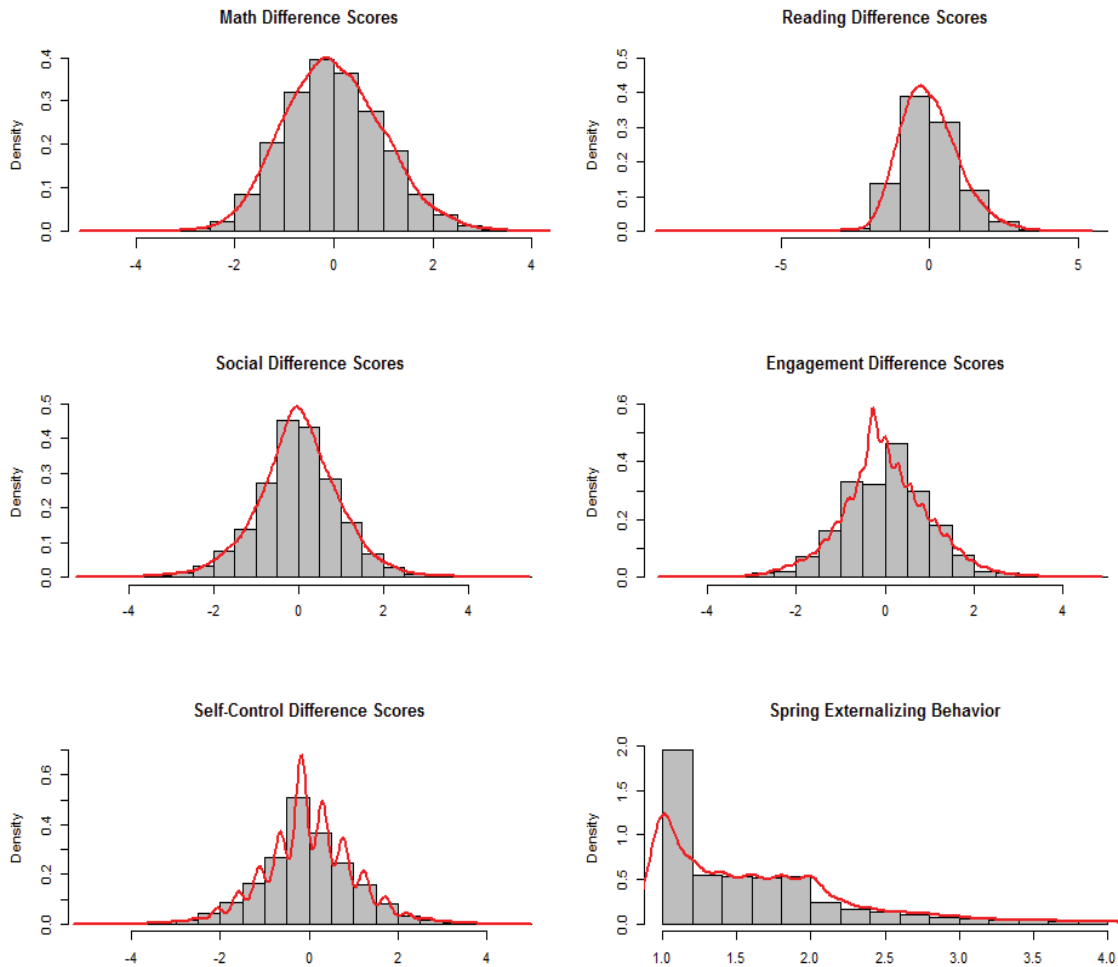 Math Difference Scores
Density
0.0 0.1 0.2 0.3 0.4
-4 -2 0 2 4
Reading Difference Scores
Density
0.0 0.1 0.2 0.3 0.4 0.5
-5 0 5
Social Difference Scores
Density
0.0 0.1 0.2 0.3 0.4 0.5
-4 -2 0 2 4
Engagement Difference Scores
Density
0.0 0.2 0.4 0.6
-4 -2 0 2 4
Self-Control Difference Scores
Density
0.0 0.2 0.4 0.6
-4 -2 0 2 4
Spring Externalizing Behavior
Density
0.0 0.5 1.0 1.5 2.0
1.0 1.5 2.0 2.5 3.0 3.5 4.0